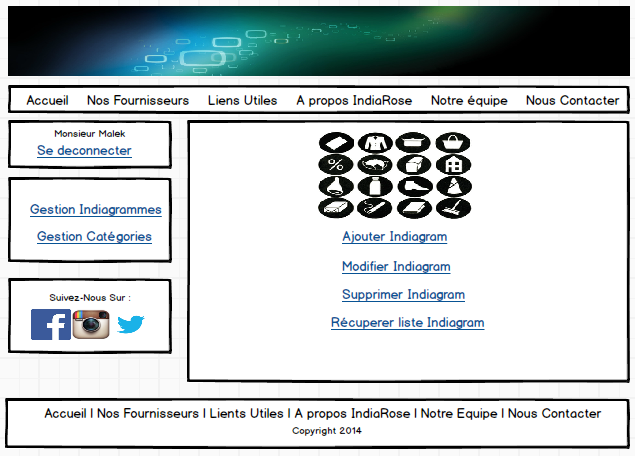 Accueil Nos Fournisseurs Liens Utiles A propos IndiaRose Notre équipe Nous Contacter
Monsieur Malek
Se deconnecter
Gestion Indiagrammes
Gestion Catégories
Suivez-Nous Sur :
Ajouter Indiagram
Modifier Indiagram
Supprimer Indiagram
Récuperer liste Indiagram
Accueil | Nos Fournisseurs | Lients Utiles | A propos IndiaRose | Notre Equipe | Nous Contacter
Copyright 2014